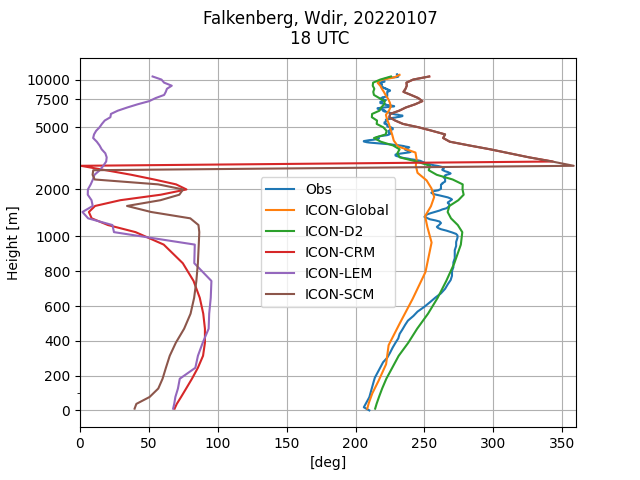 Falkenberg, Wdir, 20220107
18 UTC
10000
7500
5000
2000
1000
800
600
400
200
0
Height [m]
Obs
ICON-Global
ICON-D2
ICON-CRM
ICON-LEM
ICON-SCM
0 50 100 150 200 250 300 350
[deg]